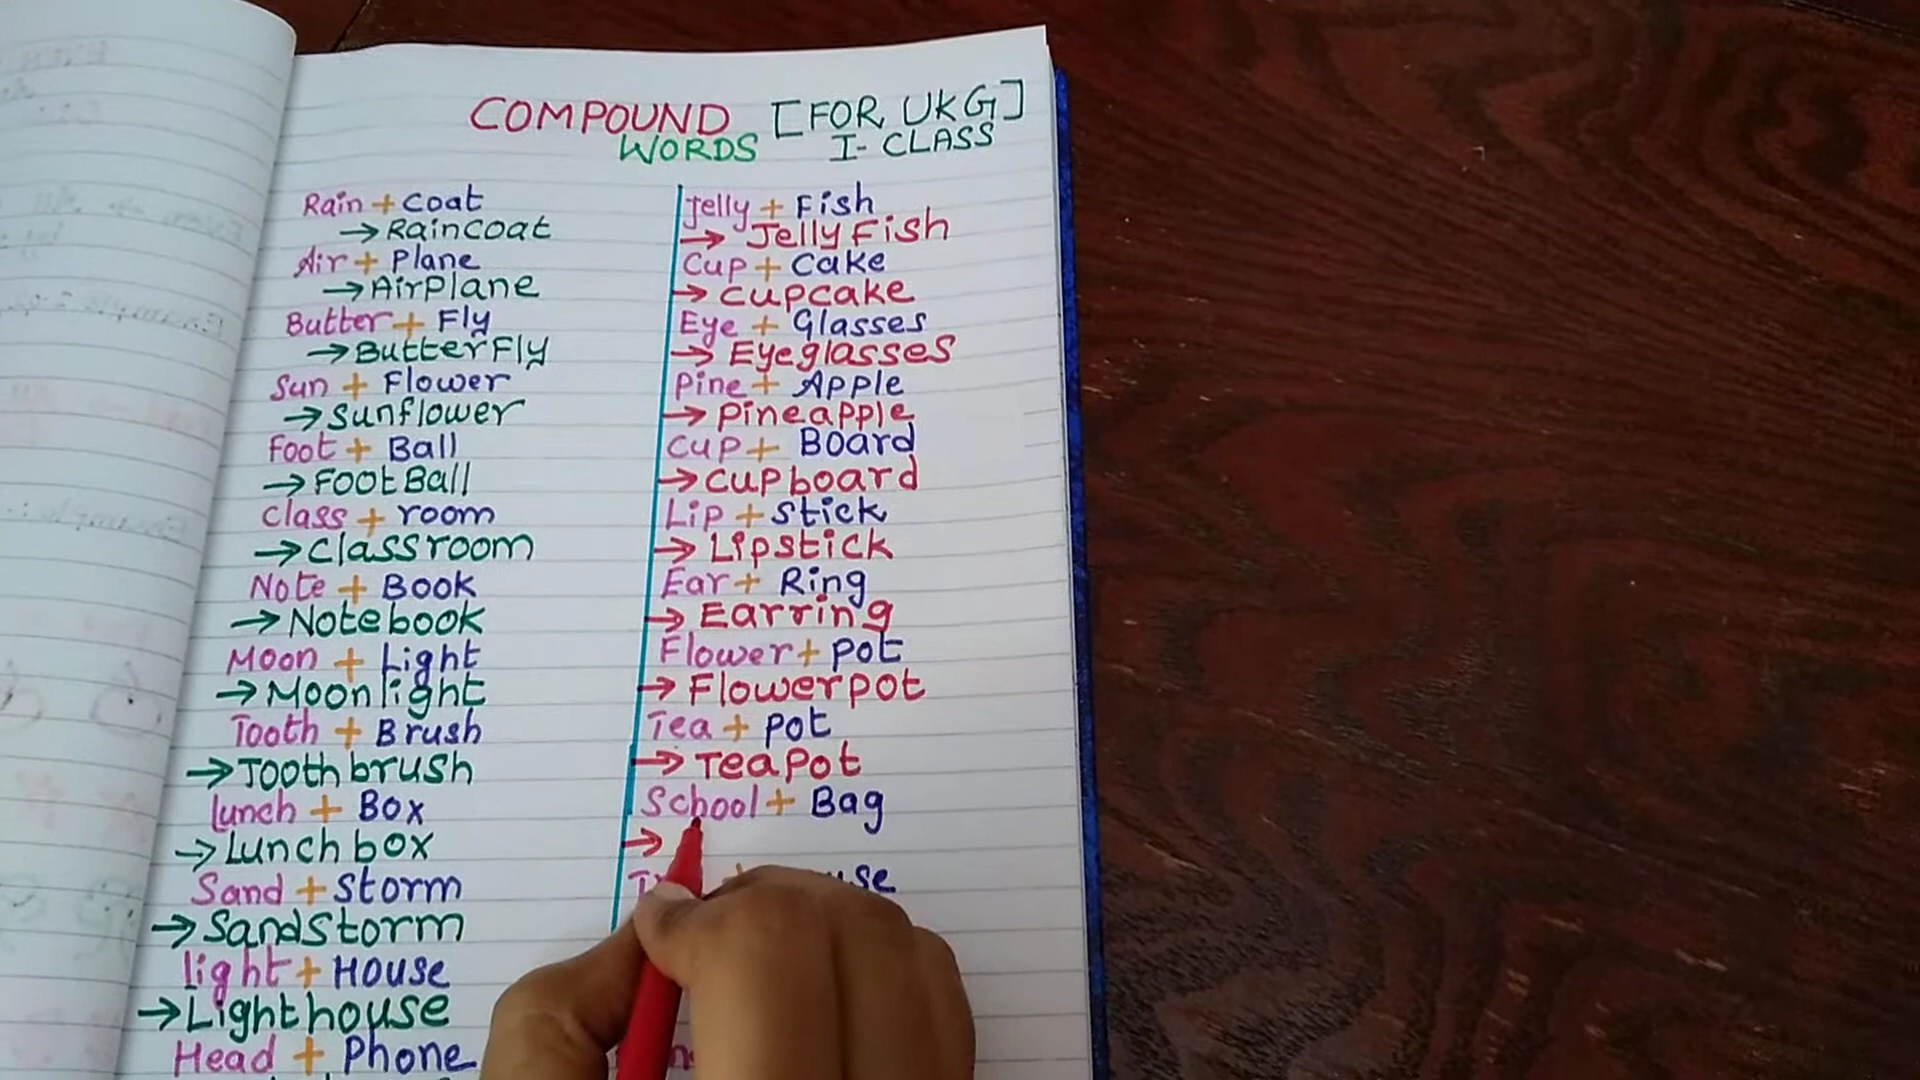 COMPOUND [FOR UKG]
WORDS I- CLASS
Rain + Coat
→ Raincoat
Air + Plane
→ AirPlane
Butter + Fly
→ ButterFly
Sun + Flower
→ Sunflower
Foot + Ball
→ FootBall
Class + room
→ Classroom
Note + Book
→ Notebook
Moon + Light
→ Moonlight
Tooth + Brush
→ Toothbrush
Lunch + Box
→ Lunchbox
Sand + Storm
→ Sandstorm
light + House
→ Lighthouse
Head + Phone
Jelly + Fish
→ JellyFish
Cup + Cake
→ Cupcake
Eye + Glasses
→ Eyeglasses
Pine + Apple
→ Pineapple
Cup + Board
→ Cupboard
Lip + Stick
→ Lipstick
Ear + Ring
→ Earring
Flower + Pot
→ Flowerpot
Tea + Pot
→ TeaPot
School + Bag
→